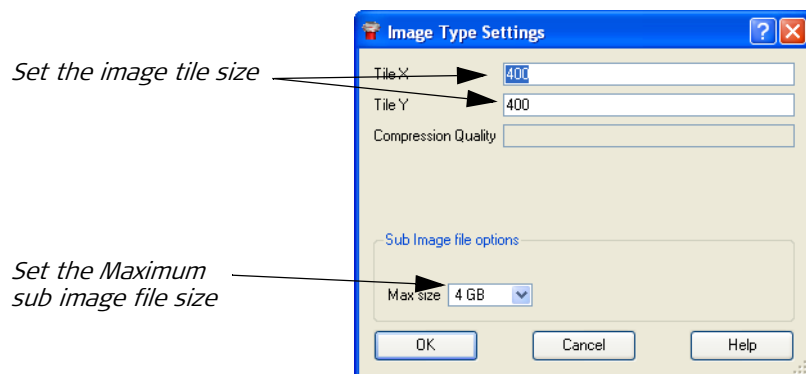 Image Type Settings
Set the image tile size
Tile X 400
Tile Y 400
Compression Quality
Sub Image file options
Set the Maximum
sub image file size
Max size 4 GB
OK Cancel Help